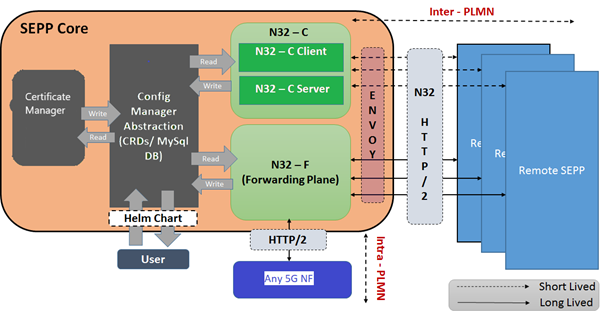 SEPP Core
Inter - PLMN
N32 – C
N32 – C Client
N32 – C Server
Certificate
Manager
Write
Read
Config
Manager
Abstraction
(CRDs/ MySql
DB)
Read
Write
Read
Write
N32 – F
(Forwarding Plane)
ENVOY
N32
HTTP/2
Re
Re
Remote SEPP
Helm Chart
User
HTTP/2
Any 5G NF
Intra - PLMN
Short Lived
Long Lived